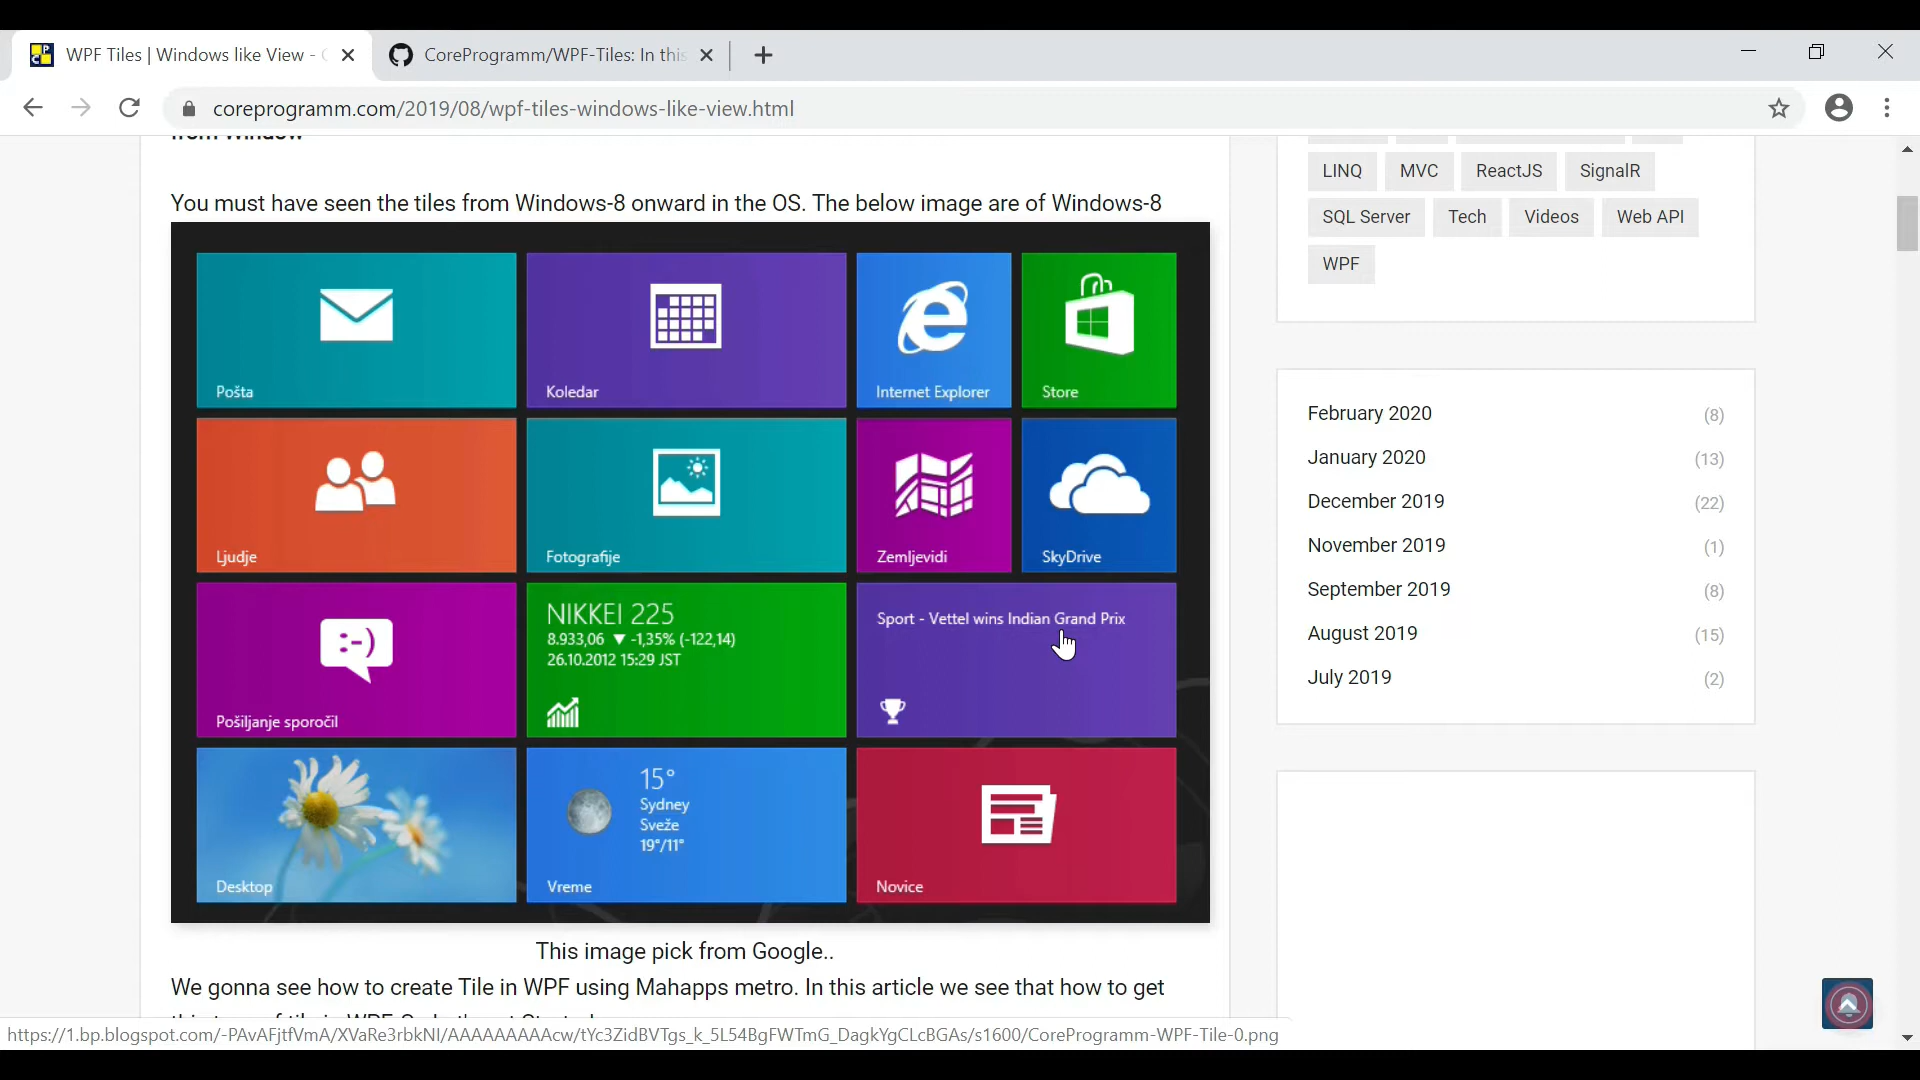 WPF Tiles | Windows like View -
CoreProgramm/WPF-Tiles: In this
coreprogramm.com/2019/08/wpf-tiles-windows-like-view.html
from Window
You must have seen the tiles from Windows-8 onward in the OS. The below image are of Windows-8
Pošta
Koledar
Internet Explorer
Store
Ljudje
Fotografije
Zemljevidi
SkyDrive
:-)
Pošiljanje sporočil
NIKKEI 225
8.933,06 ▼ -1,35% (-122,14)
26.10.2012 15:29 JST
Sport - Vettel wins Indian Grand Prix
Desktop
15°
Sydney
Sveže
19°/11°
Vreme
Novice
This image pick from Google..
We gonna see how to create Tile in WPF using Mahapps metro. In this article we see that how to get
LINQ
MVC
ReactJS
SignalR
SQL Server
Tech
Videos
Web API
WPF
February 2020 (8)
January 2020 (13)
December 2019 (22)
November 2019 (1)
September 2019 (8)
August 2019 (15)
July 2019 (2)
https://1.bp.blogspot.com/-PAvAFjtfVmA/XVaRe3rbkNI/AAAAAAAAAcw/tYc3ZidBVTgs_k_5L54BgFWTmG_DagkYgCLcBGAs/s1600/CoreProgramm-WPF-Tile-0.png